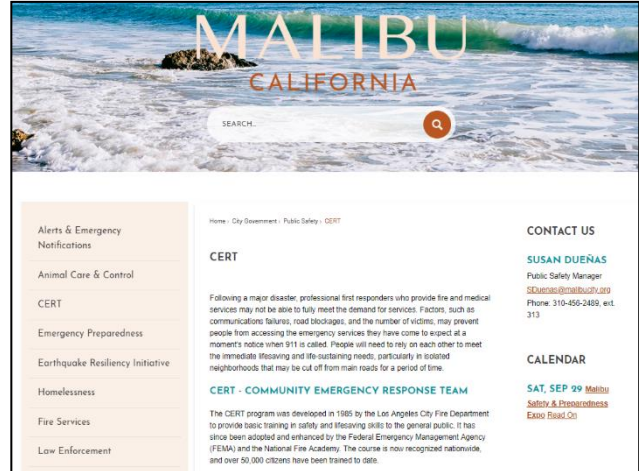 MALIBU
CALIFORNIA
SEARCH...
Alerts & Emergency
Notifications
Animal Care & Control
CERT
Emergency Preparedness
Earthquake Resiliency Initiative
Homelessness
Fire Services
Law Enforcement
Home › City Government › Public Safety › CERT
CERT
Following a major disaster, professional first responders who provide fire and medical
services may not be able to fully meet the demand for services. Factors, such as
communications failures, road blockages, and the number of victims, may prevent
people from accessing the emergency services they have come to expect at a
moment's notice when 911 is called. People will need to rely on each other to meet
the immediate lifesaving and life-sustaining needs, particularly in isolated
neighborhoods that may be cut off from main roads for a period of time.
CERT - COMMUNITY EMERGENCY RESPONSE TEAM
The CERT program was developed in 1985 by the Los Angeles City Fire Department
to provide basic training in safety and lifesaving skills to the general public. It has
since been adopted and enhanced by the Federal Emergency Management Agency
(FEMA) and the National Fire Academy. The course is now recognized nationwide,
and over 50,000 citizens have been trained to date.
CONTACT US
SUSAN DUEÑAS
Public Safety Manager
SDuenas@malibucity.org
Phone: 310-456-2489, ext.
313
CALENDAR
SAT, SEP 29 Malibu
Safety & Preparedness
Expo Read On